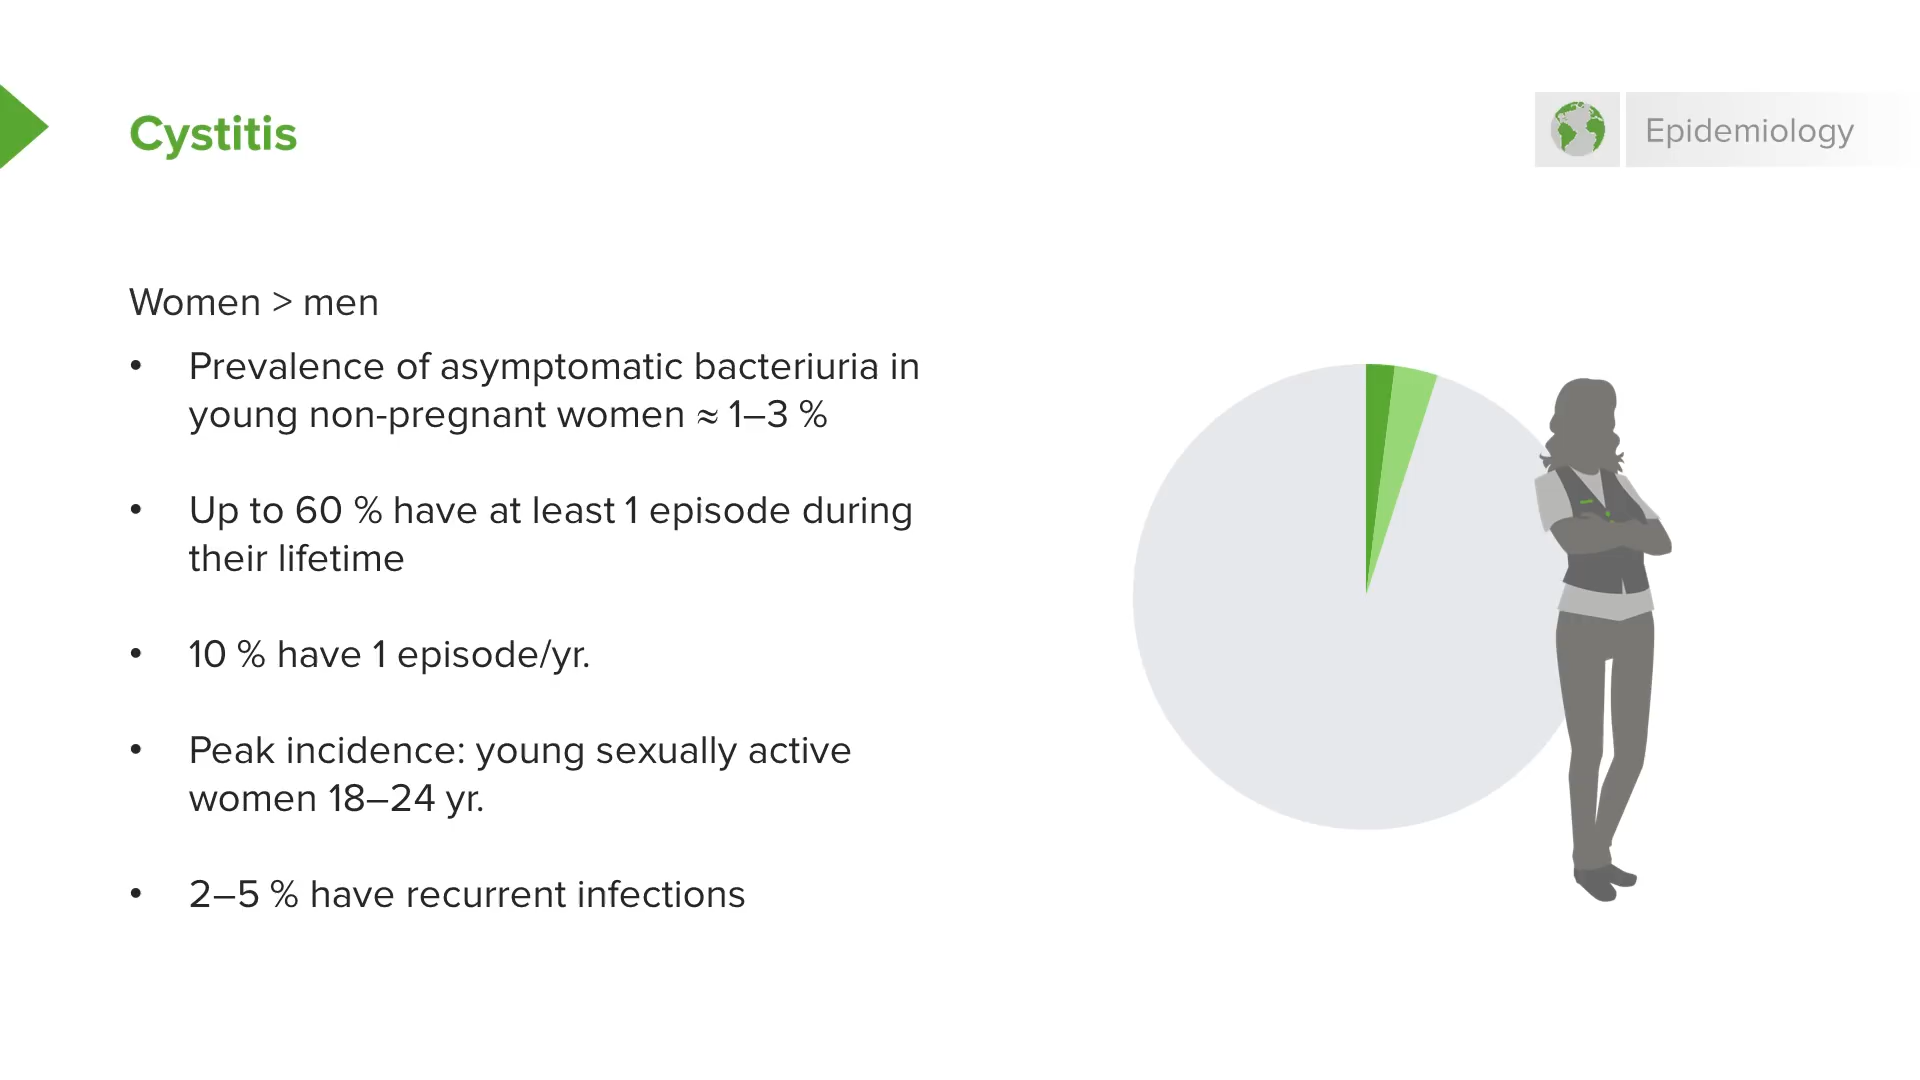 Cystitis
Epidemiology
Women > men
• Prevalence of asymptomatic bacteriuria in
young non-pregnant women ≈ 1–3 %
• Up to 60 % have at least 1 episode during
their lifetime
• 10 % have 1 episode/yr.
• Peak incidence: young sexually active
women 18–24 yr.
• 2–5 % have recurrent infections